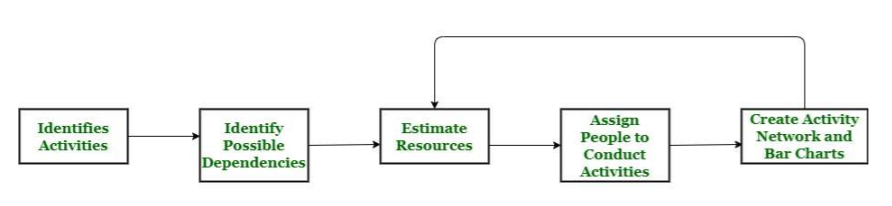 Identifies
Activities
Identify
Possible
Dependencies
Estimate
Resources
Assign
People to
Conduct
Activities
Create Activity
Network and
Bar Charts